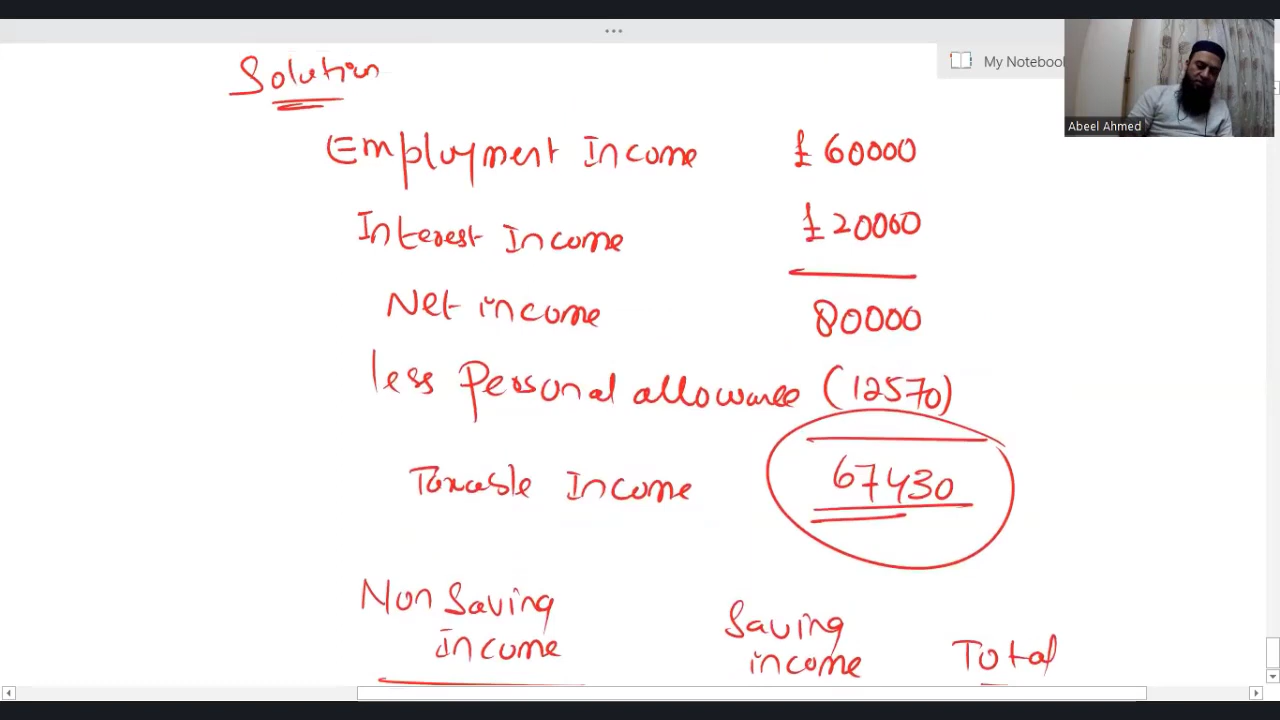 Solution
My Notebook
Abeel Ahmed
Employment Income £60000
Interest Income £20000
Net income 80000
less Personal allowance (12570)
Taxable Income 67430
Non Saving income
Saving income
Total